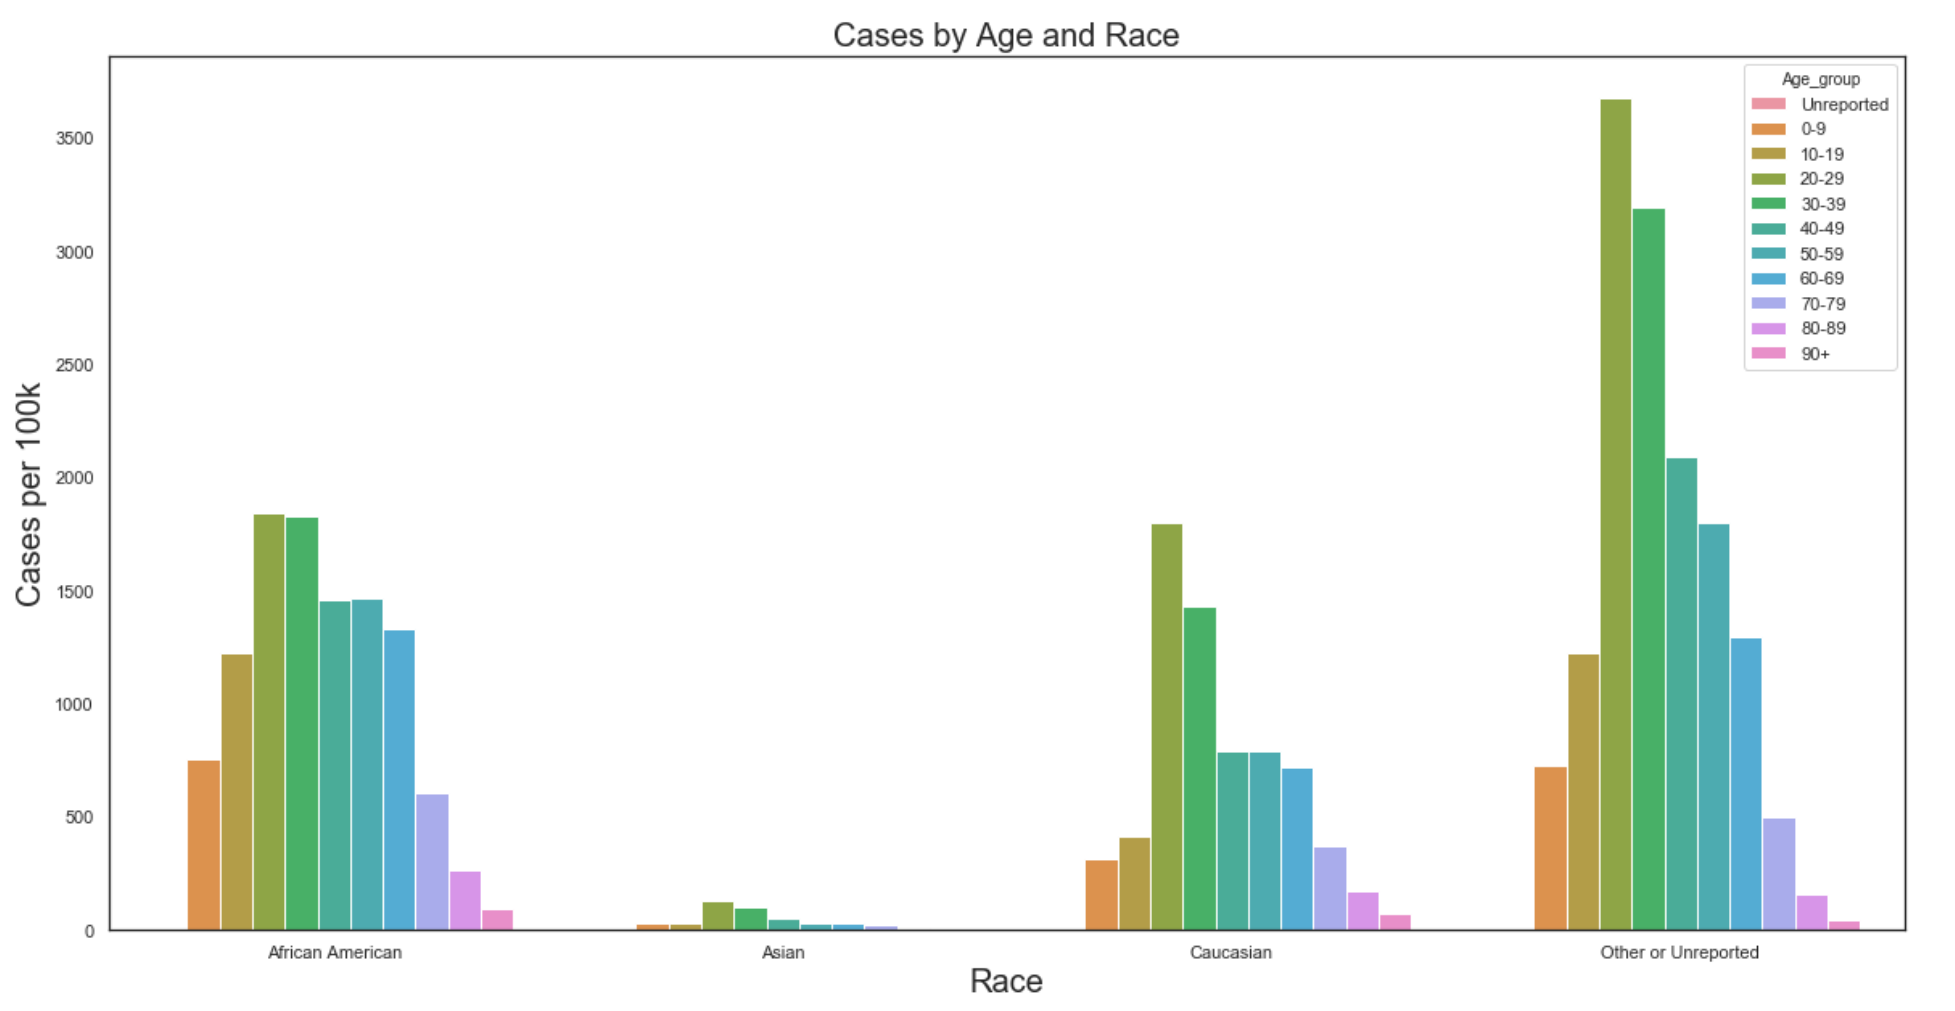 Cases by Age and Race
Age_group
Unreported
0-9
10-19
20-29
30-39
40-49
50-59
60-69
70-79
80-89
90+
3500
3000
2500
2000
1500
1000
500
0
Cases per 100k
African American
Asian
Caucasian
Other or Unreported
Race